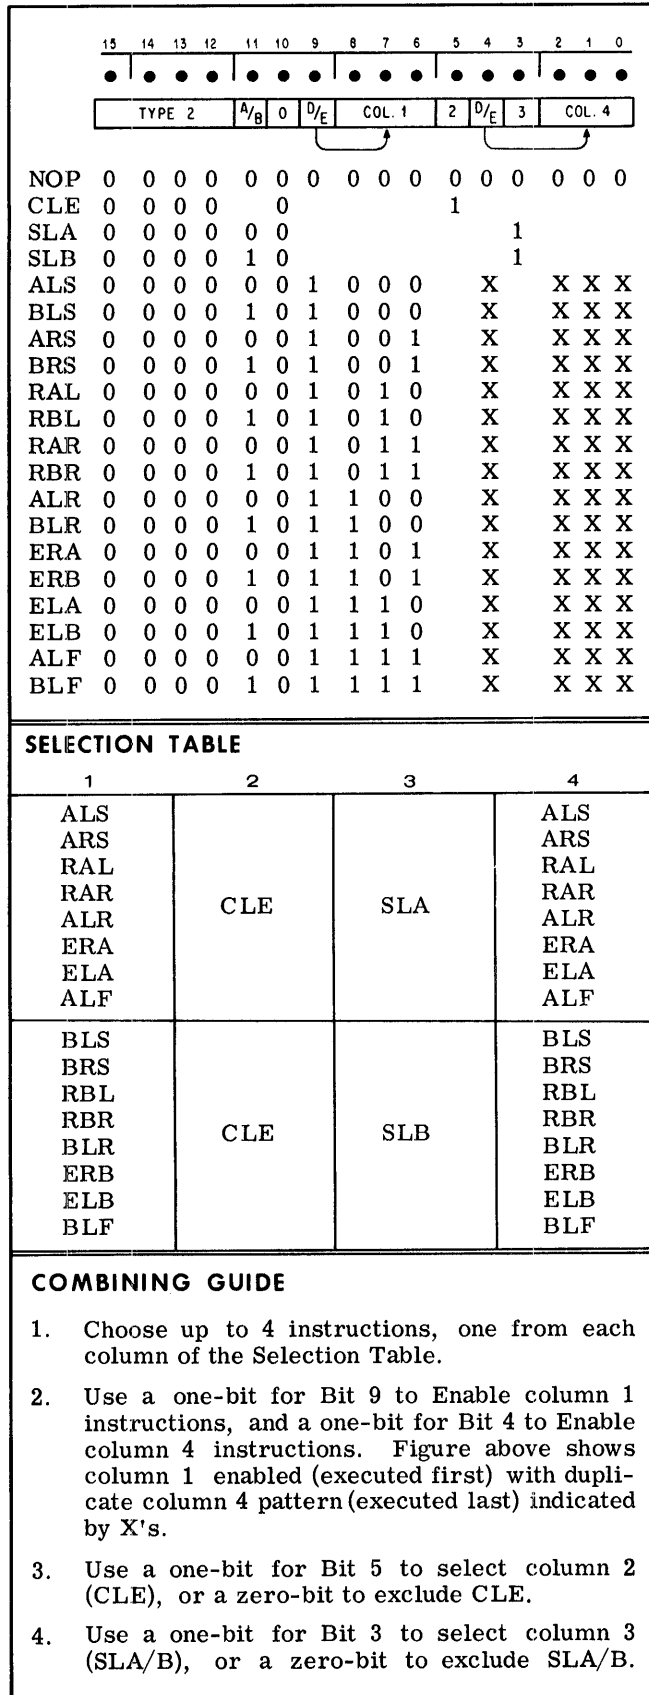 15 14 13 12 11 10 9 8 7 6 5 4 3 2 1 0
TYPE 2 A/B 0 D/E COL. 1 2 D/E 3 COL. 4
NOP 0 0 0 0 0 0 0 0 0 0 0 0 0 0 0 0
CLE 0 0 0 0 0 1
SLA 0 0 0 0 0 0 1
SLB 0 0 0 0 1 0 1
ALS 0 0 0 0 0 0 1 0 0 0 X X X X
BLS 0 0 0 0 1 0 1 0 0 0 X X X X
ARS 0 0 0 0 0 0 1 0 0 1 X X X X
BRS 0 0 0 0 1 0 1 0 0 1 X X X X
RAL 0 0 0 0 0 0 1 0 1 0 X X X X
RBL 0 0 0 0 1 0 1 0 1 0 X X X X
RAR 0 0 0 0 0 0 1 0 1 1 X X X X
RBR 0 0 0 0 1 0 1 0 1 1 X X X X
ALR 0 0 0 0 0 0 1 1 0 0 X X X X
BLR 0 0 0 0 1 0 1 1 0 0 X X X X
ERA 0 0 0 0 0 0 1 1 0 1 X X X X
ERB 0 0 0 0 1 0 1 1 0 1 X X X X
ELA 0 0 0 0 0 0 1 1 1 0 X X X X
ELB 0 0 0 0 1 0 1 1 1 0 X X X X
ALF 0 0 0 0 0 0 1 1 1 1 X X X X
BLF 0 0 0 0 1 0 1 1 1 1 X X X X
SELECTION TABLE
1 2 3 4
ALS ALS
ARS ARS
RAL RAL
RAR RAR
CLE SLA
ALR ALR
ERA ERA
ELA ELA
ALF ALF
BLS BLS
BRS BRS
RBL RBL
RBR RBR
CLE SLB
BLR BLR
ERB ERB
ELB ELB
BLF BLF
COMBINING GUIDE
1. Choose up to 4 instructions, one from each
column of the Selection Table.
2. Use a one-bit for Bit 9 to Enable column 1
instructions, and a one-bit for Bit 4 to Enable
column 4 instructions. Figure above shows
column 1 enabled (executed first) with dupli-
cate column 4 pattern (executed last) indicated
by X's.
3. Use a one-bit for Bit 5 to select column 2
(CLE), or a zero-bit to exclude CLE.
4. Use a one-bit for Bit 3 to select column 3
(SLA/B), or a zero-bit to exclude SLA/B.